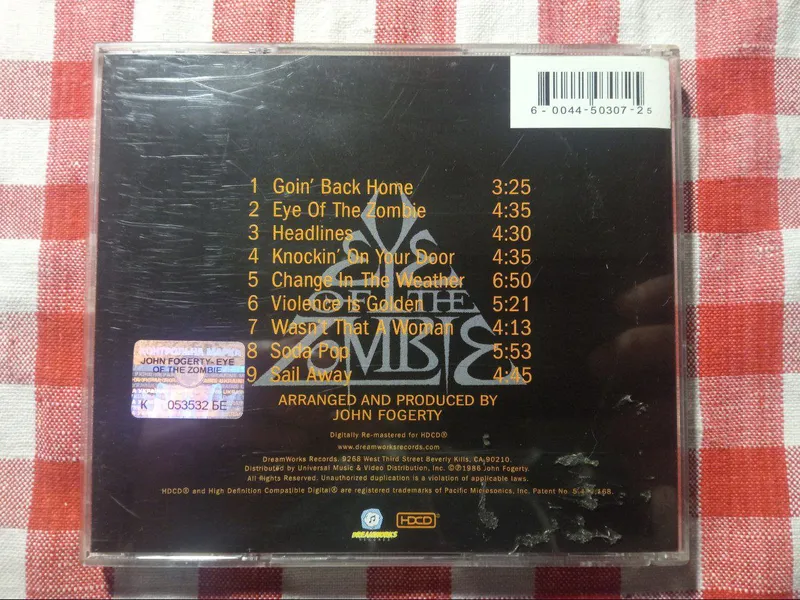 6 - 0044-50307-2 5
1 Goin' Back Home 3:25
2 Eye Of The Zombie 4:35
3 Headlines 4:30
4 Knockin' On Your Door 4:35
5 Change In The Weather 6:50
6 Violence Is Golden 5:21
7 Wasn't That A Woman 4:13
8 Soda Pop 5:53
9 Sail Away 4:45
EYE
OF THE
ZOMBIE
КОНТРОЛЬНА МАРКА
JOHN FOGERTY- EYE
OF THE ZOMBIE
К 053532 БЕ
ARRANGED AND PRODUCED BY
JOHN FOGERTY
Digitally Re-mastered for HDCD®
www.dreamworksrecords.com
DreamWorks Records. 9268 West Third Street Beverly Hills, CA 90210.
Distributed by Universal Music & Video Distribution, Inc. ©℗1986 John Fogerty.
All Rights Reserved. Unauthorized duplication is a violation of applicable laws.
HDCD® and High Definition Compatible Digital® are registered trademarks of Pacific Microsonics, Inc. Patent No.
DREAMWORKS
RECORDS
HDCD